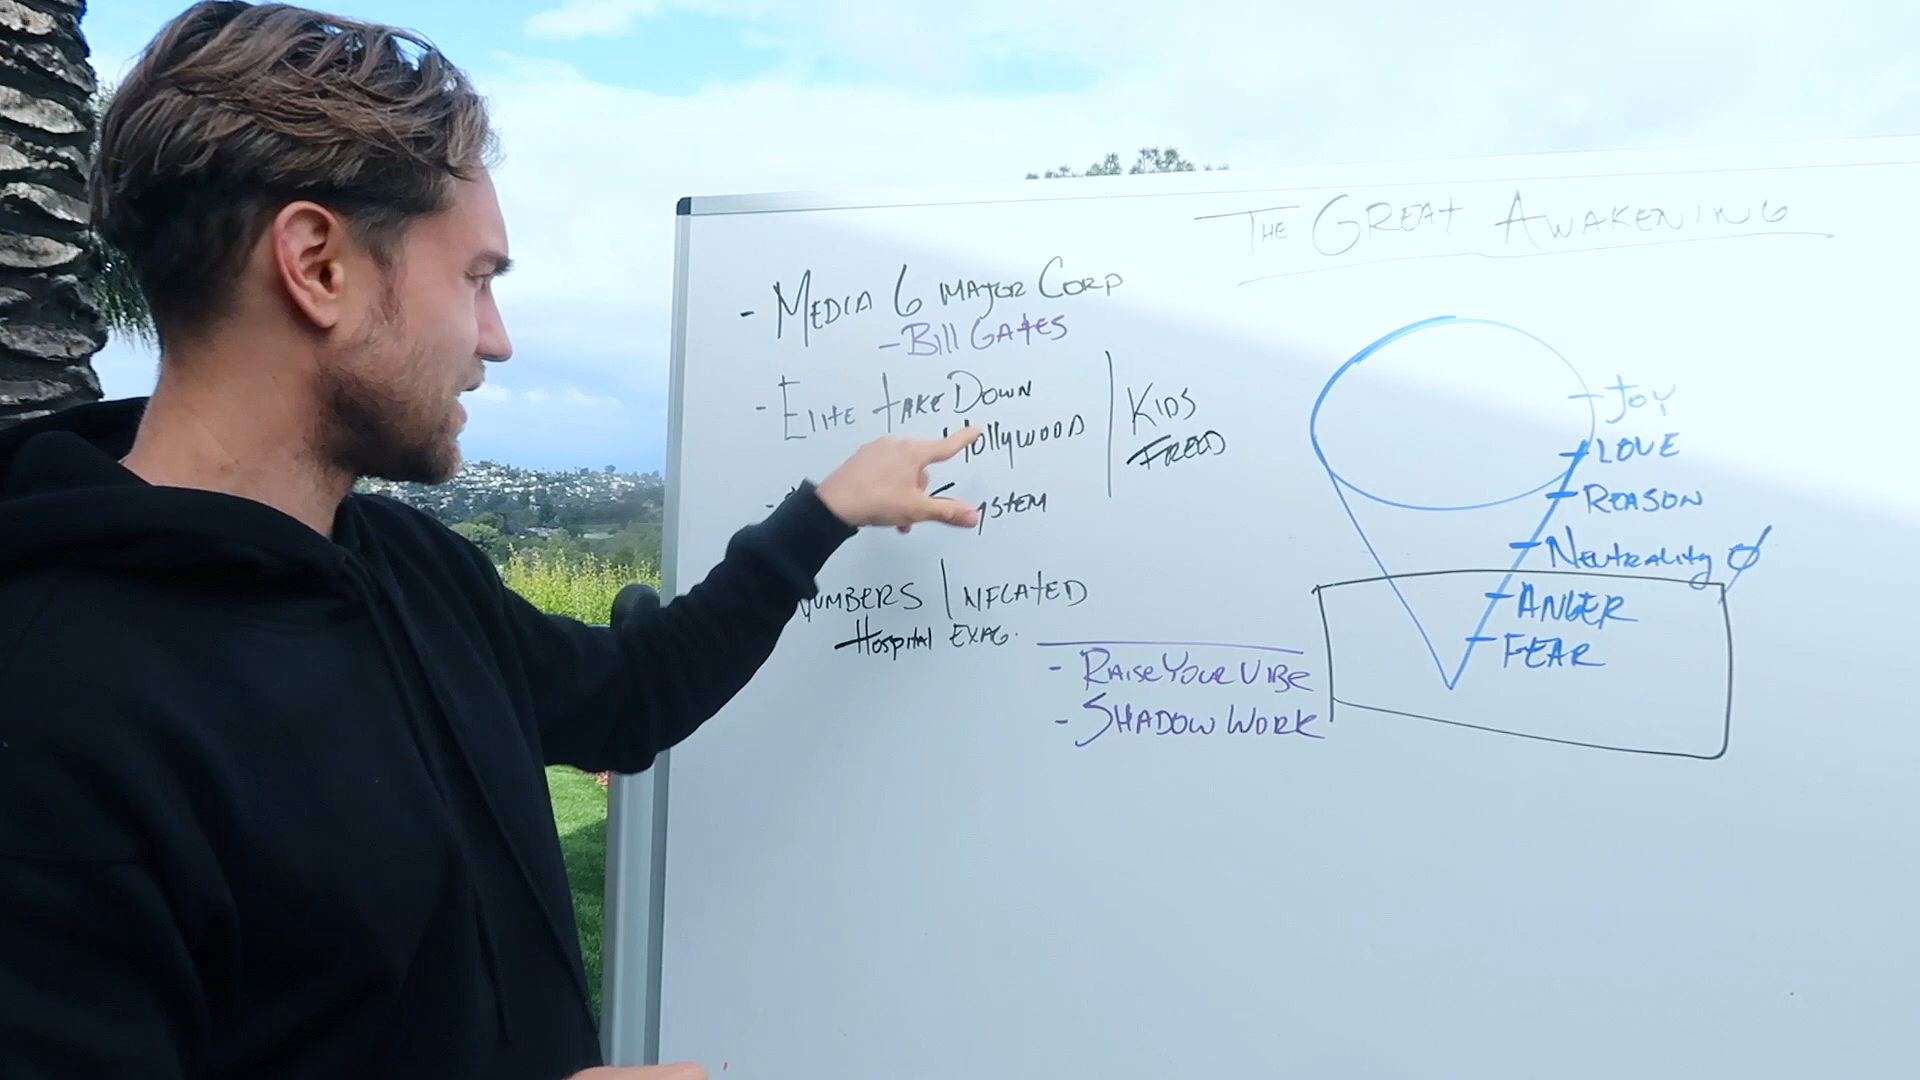 THE GREAT AWAKENING
- MEDIA 6 MAJOR CORP
- Bill GATES
- ELITE TAKE DOWN
HOllyWOOD
KIDS
FREED
SYSTEM
NUMBERS | INFLATED
HOSPITAL EXAG.
- RAISE YOUR VIBE
- SHADOW WORK
JOY
LOVE
REASON
NEUTRALITY Ø
ANGER
FEAR